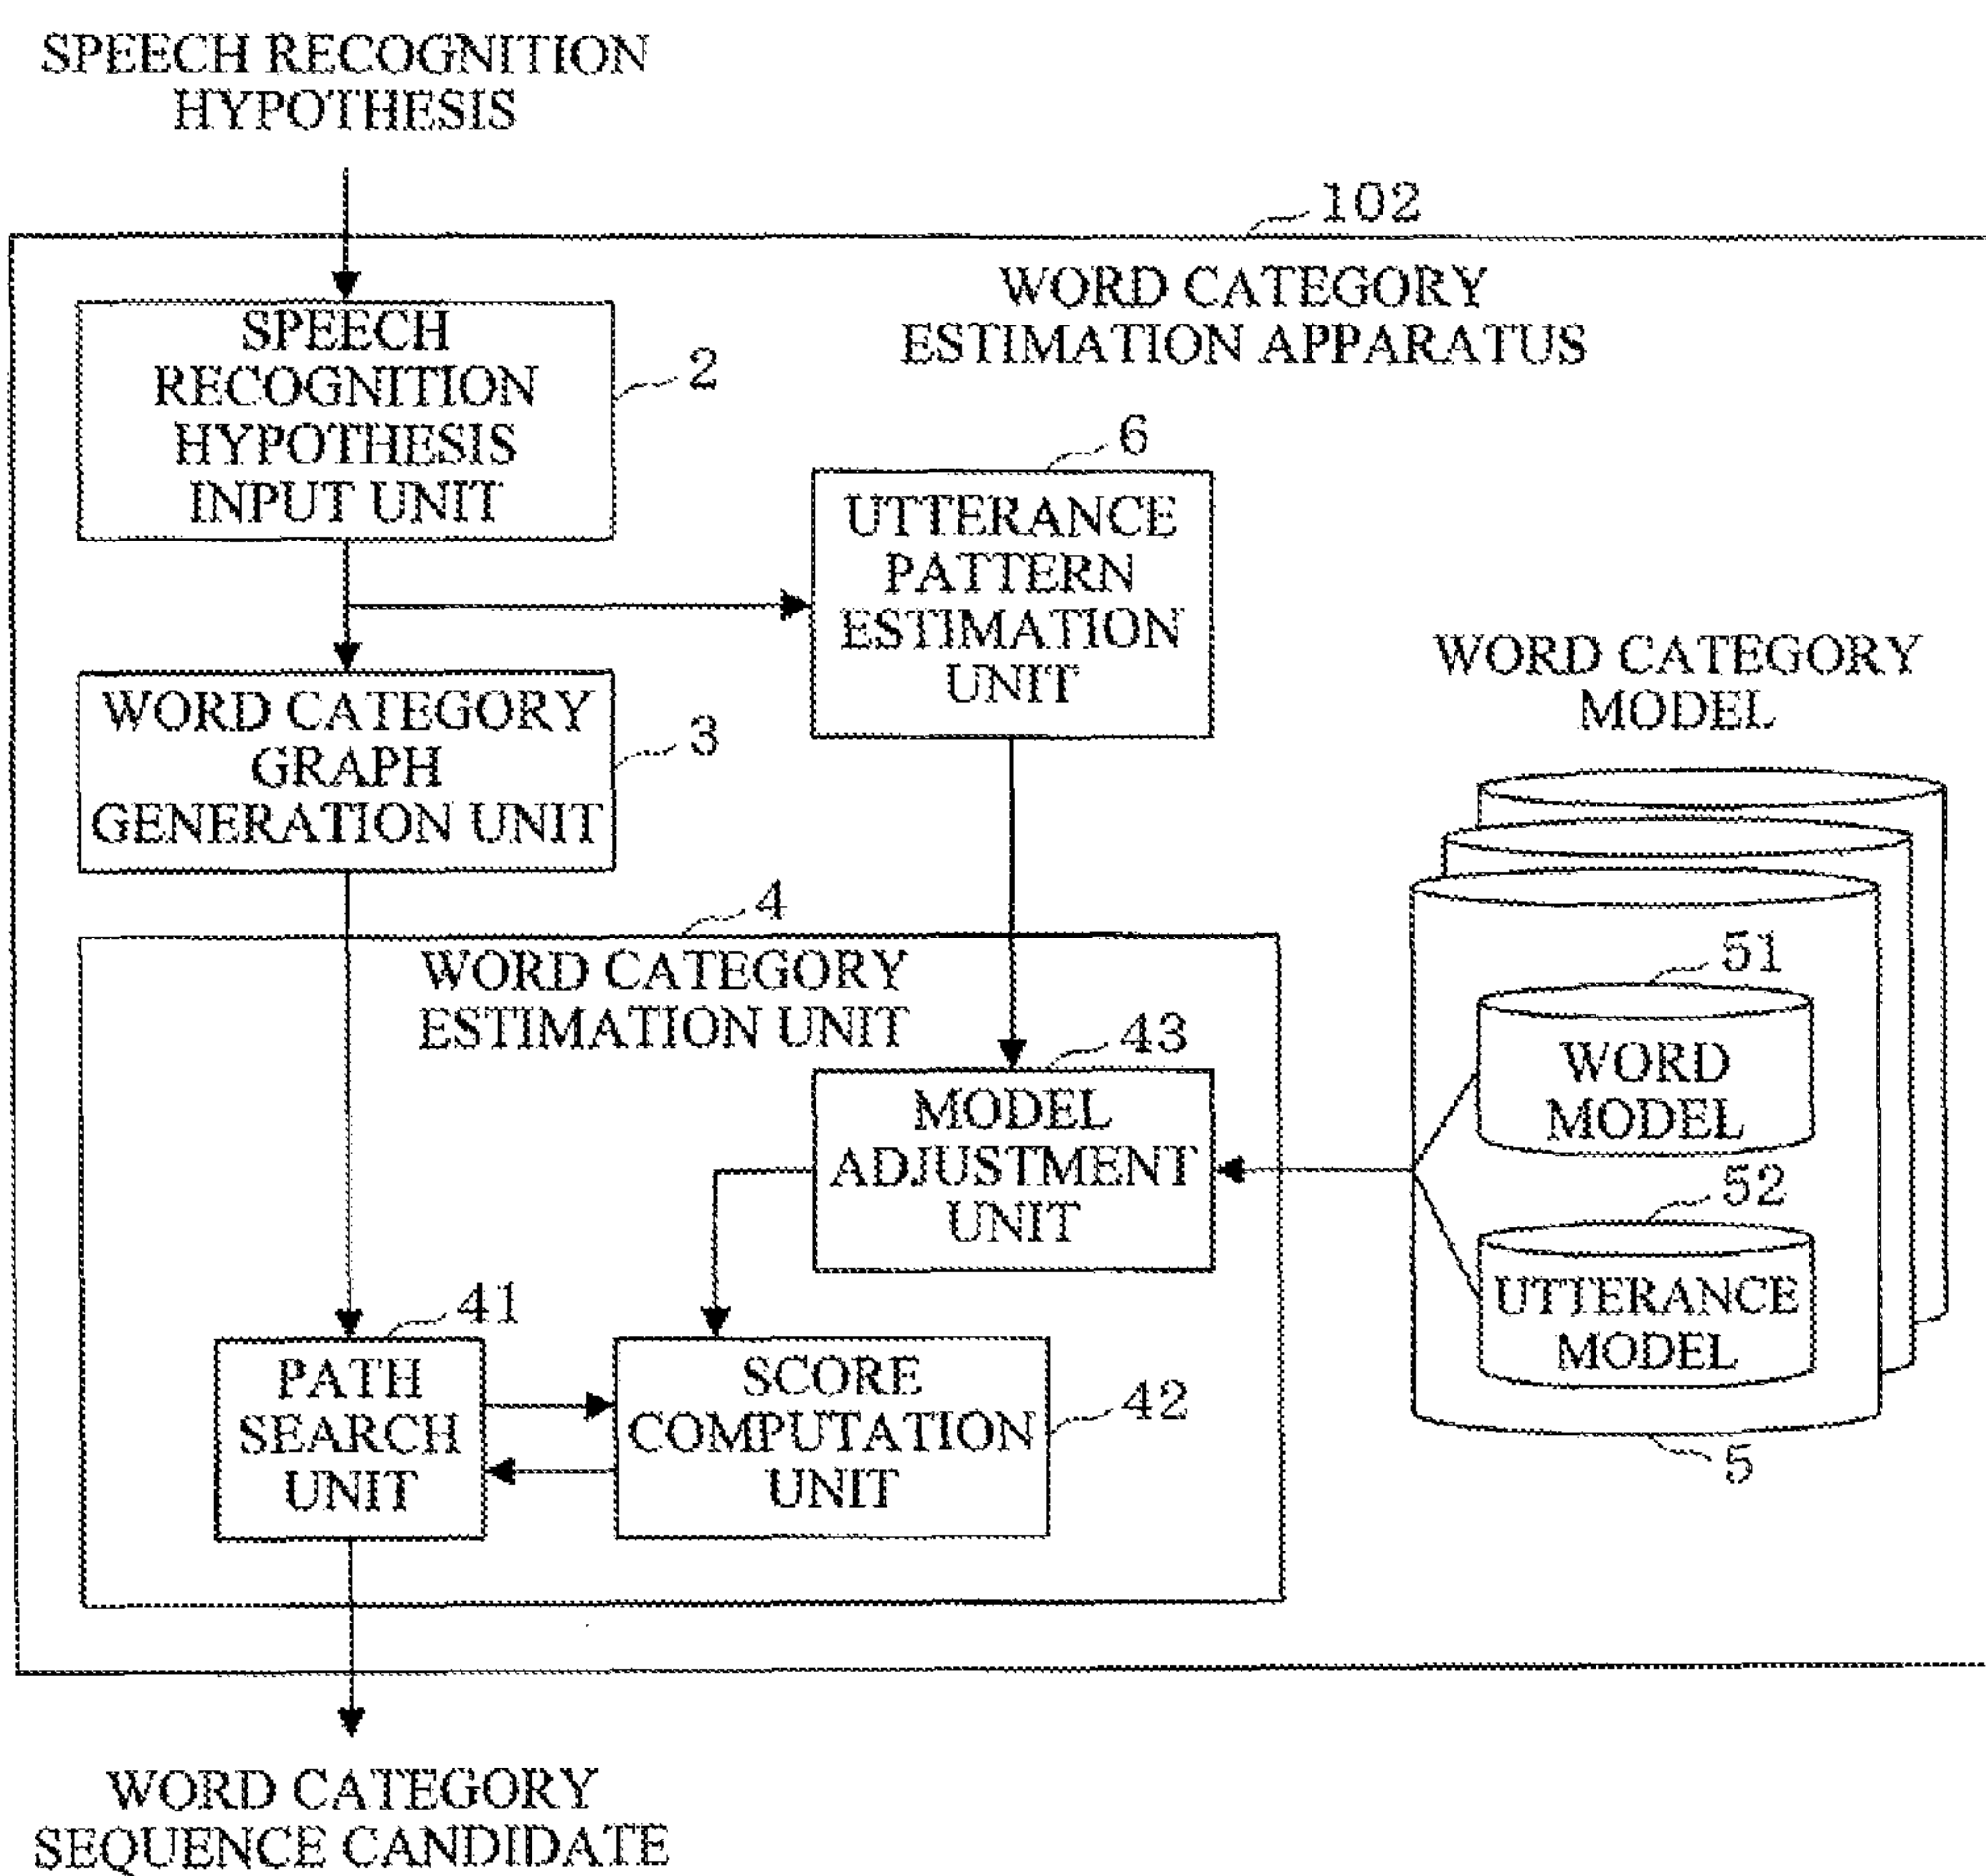 SPEECH RECOGNITION
HYPOTHESIS
102
WORD CATEGORY
ESTIMATION APPARATUS
SPEECH
RECOGNITION
HYPOTHESIS
INPUT UNIT
2
6
UTTERANCE
PATTERN
ESTIMATION
UNIT
WORD CATEGORY
GRAPH
GENERATION UNIT
3
WORD CATEGORY
MODEL
4
WORD CATEGORY
ESTIMATION UNIT
43
MODEL
ADJUSTMENT
UNIT
51
WORD
MODEL
52
UTTERANCE
MODEL
5
41
PATH
SEARCH
UNIT
SCORE
COMPUTATION
UNIT
42
WORD CATEGORY
SEQUENCE CANDIDATE